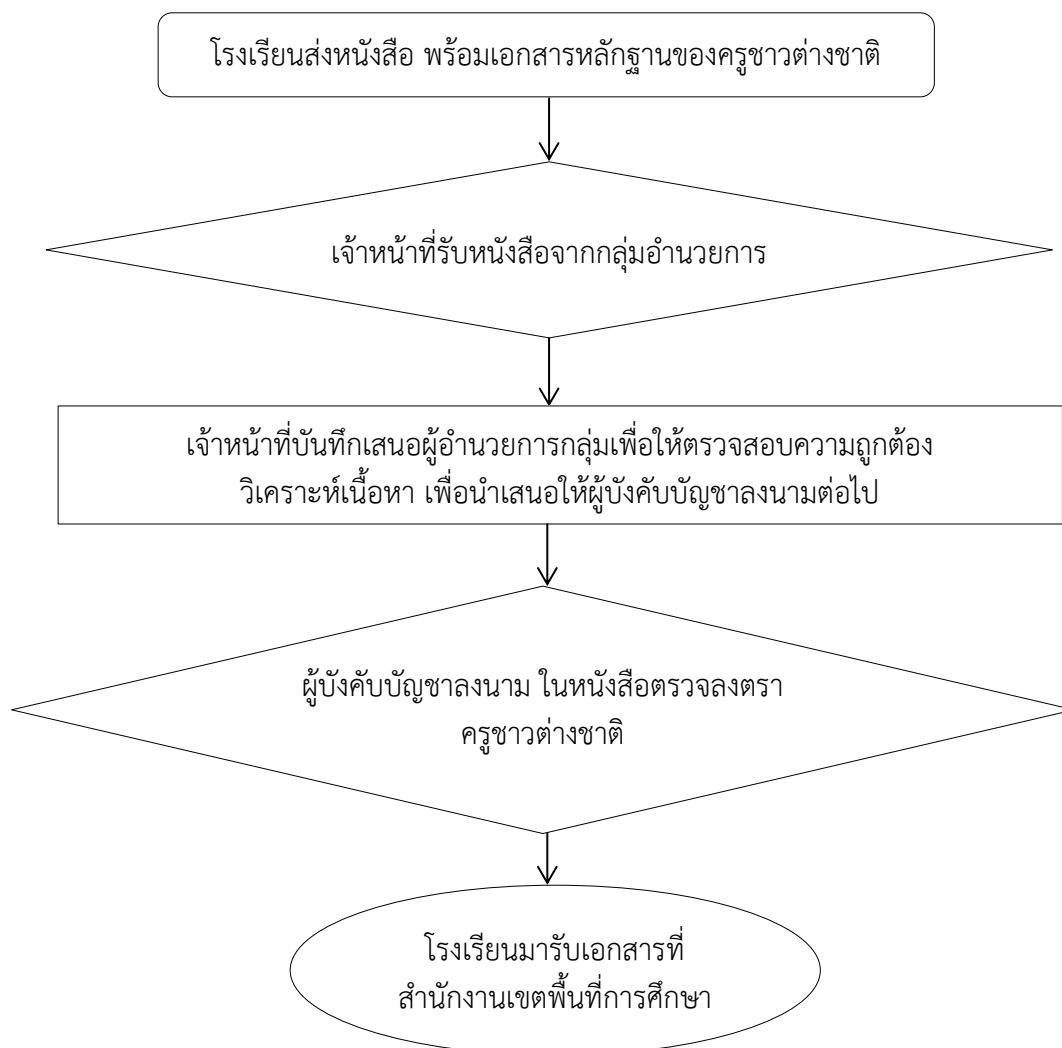 โรงเรียนส่งหนังสือ พร้อมเอกสารหลักฐานของครูชาวต่างชาติ
เจ้าหน้าที่รับหนังสือจากกลุ่มอำนวยการ
เจ้าหน้าที่บันทึกเสนอผู้อำนวยการกลุ่มเพื่อให้ตรวจสอบความถูกต้อง
วิเคราะห์เนื้อหา เพื่อนำเสนอให้ผู้บังคับบัญชาลงนามต่อไป
ผู้บังคับบัญชาลงนาม ในหนังสือตรวจลงตรา
ครูชาวต่างชาติ
โรงเรียนมารับเอกสารที่
สำนักงานเขตพื้นที่การศึกษา